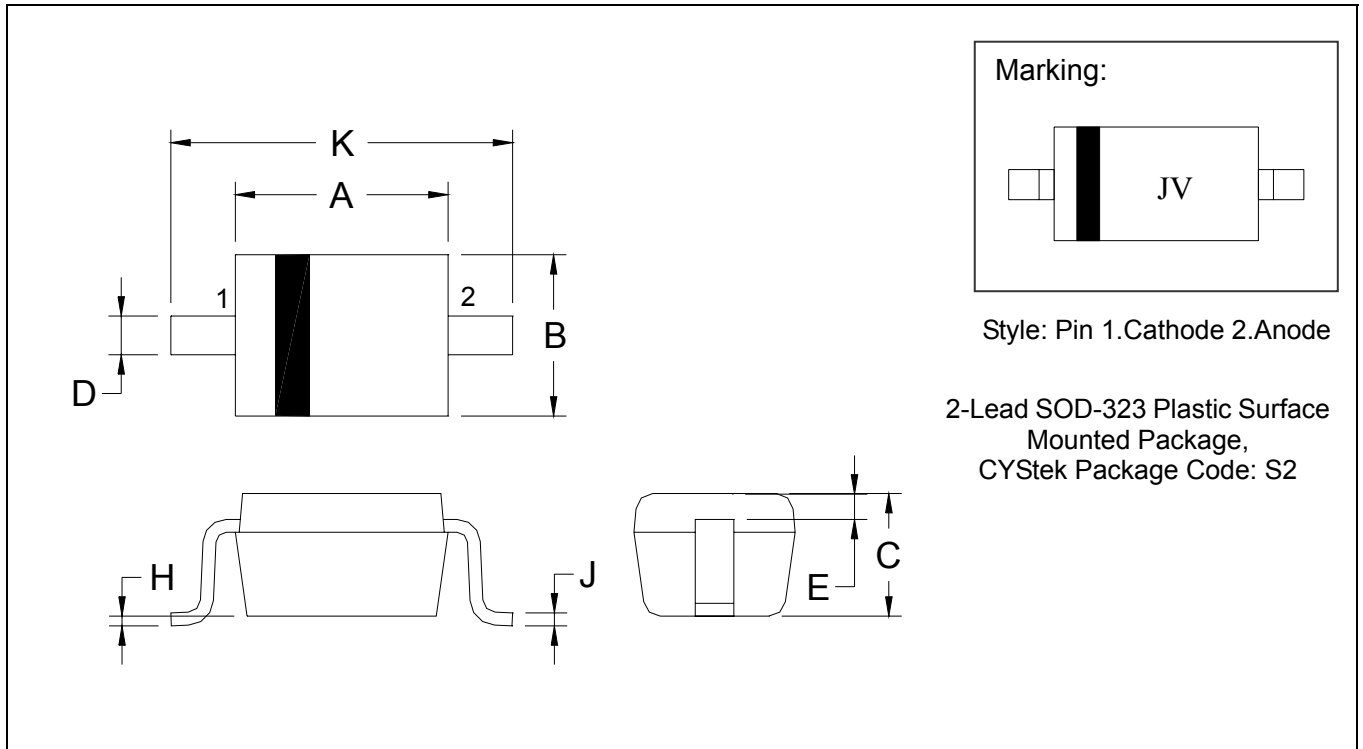 Marking:
JV
K
A
1
2
B
D
Style: Pin 1.Cathode 2.Anode
2-Lead SOD-323 Plastic Surface
Mounted Package,
CYStek Package Code: S2
H
J
E
C